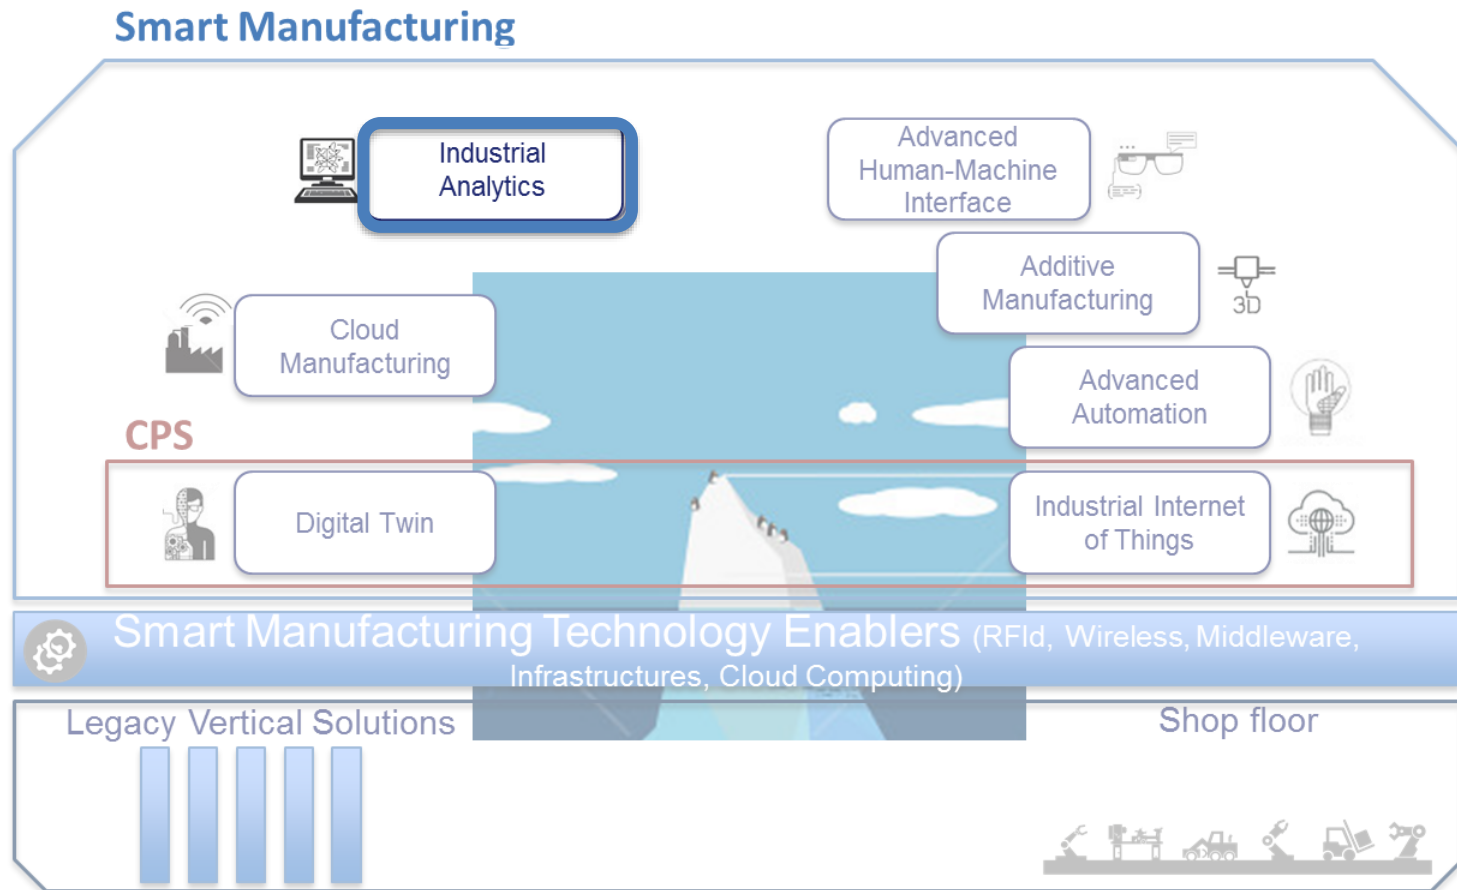 Smart Manufacturing
Industrial
Analytics
Advanced
Human-Machine
Interface
Additive
Manufacturing
3D
Cloud
Manufacturing
Advanced
Automation
CPS
Digital Twin
Industrial Internet
of Things
Smart Manufacturing Technology Enablers (RFId, Wireless, Middleware,
Infrastructures, Cloud Computing)
Legacy Vertical Solutions
Shop floor